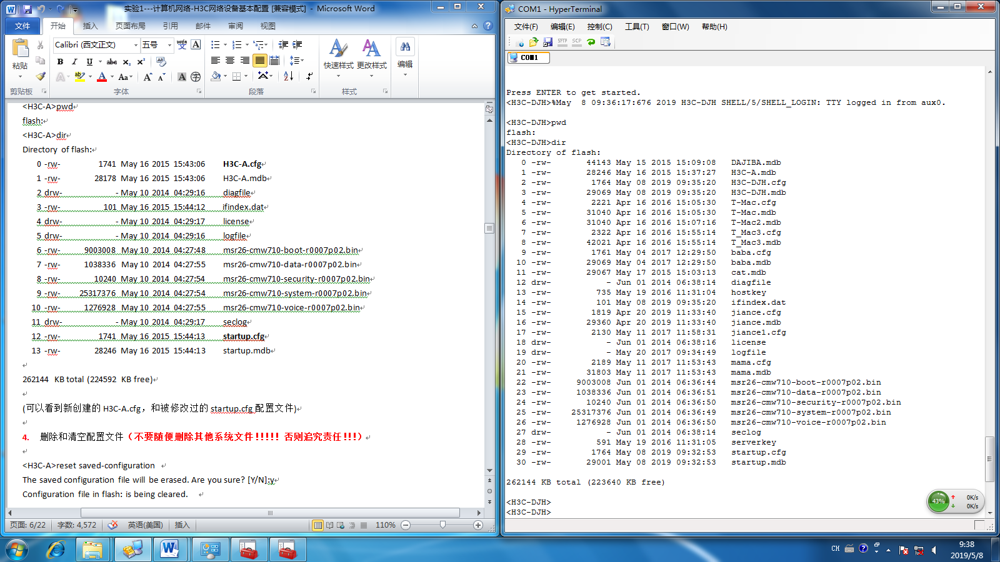 实验1---计算机网络-H3C网络设备基本配置 [兼容模式] - Microsoft Word
文件 开始 插入 页面布局 引用 邮件 审阅 视图
Calibri (西文正文) 五号
粘贴
快速样式 更改样式 编辑
剪贴板 字体 段落 样式
<H3C-A>pwd
flash:
<H3C-A>dir
Directory of flash:
0 -rw- 1741 May 16 2015 15:43:06 H3C-A.cfg
1 -rw- 28178 May 16 2015 15:43:06 H3C-A.mdb
2 drw- - May 10 2014 04:29:16 diagfile
3 -rw- 101 May 16 2015 15:44:12 ifindex.dat
4 drw- - May 10 2014 04:29:17 license
5 drw- - May 10 2014 04:29:16 logfile
6 -rw- 9003008 May 10 2014 04:27:48 msr26-cmw710-boot-r0007p02.bin
7 -rw- 1038336 May 10 2014 04:27:55 msr26-cmw710-data-r0007p02.bin
8 -rw- 10240 May 10 2014 04:27:54 msr26-cmw710-security-r0007p02.bin
9 -rw- 25317376 May 10 2014 04:27:54 msr26-cmw710-system-r0007p02.bin
10 -rw- 1276928 May 10 2014 04:27:55 msr26-cmw710-voice-r0007p02.bin
11 drw- - May 10 2014 04:29:17 seclog
12 -rw- 1741 May 16 2015 15:44:13 startup.cfg
13 -rw- 28246 May 16 2015 15:44:13 startup.mdb
262144 KB total (224592 KB free)
(可以看到新创建的 H3C-A.cfg，和被修改过的 startup.cfg 配置文件)
4. 删除和清空配置文件（不要随便删除其他系统文件!!!!! 否则追究责任!!!）
<H3C-A>reset saved-configuration
The saved configuration file will be erased. Are you sure? [Y/N]:y
Configuration file in flash: is being cleared.
页面: 6/22 字数: 4,572 英语(美国) 插入 110%
COM1 - HyperTerminal
文件(F) 编辑(E) 控制(C) 工具(T) 窗口(W) 帮助(H)
SFTP SCP
COM1
Press ENTER to get started.
<H3C-DJH>%May  8 09:36:17:676 2019 H3C-DJH SHELL/5/SHELL_LOGIN: TTY logged in from aux0.
<H3C-DJH>pwd
flash:
<H3C-DJH>dir
Directory of flash:
0 -rw- 44143 May 15 2015 15:09:08 DAJIBA.mdb
1 -rw- 28246 May 16 2015 15:37:27 H3C-A.mdb
2 -rw- 1764 May 08 2019 09:35:20 H3C-DJH.cfg
3 -rw- 29069 May 08 2019 09:35:20 H3C-DJH.mdb
4 -rw- 2221 Apr 16 2016 15:05:30 T-Mac.cfg
5 -rw- 31040 Apr 16 2016 15:05:30 T-Mac.mdb
6 -rw- 31040 Apr 16 2016 15:07:16 T-Mac2.mdb
7 -rw- 2322 Apr 16 2016 15:55:14 T_Mac3.cfg
8 -rw- 42021 Apr 16 2016 15:55:14 T_Mac3.mdb
9 -rw- 1761 May 04 2017 12:29:50 baba.cfg
10 -rw- 29069 May 04 2017 12:29:50 baba.mdb
11 -rw- 29067 May 17 2015 15:03:13 cat.mdb
12 drw- - Jun 01 2014 06:38:14 diagfile
13 -rw- 735 May 19 2016 11:31:04 hostkey
14 -rw- 101 May 08 2019 09:35:20 ifindex.dat
15 -rw- 1819 Apr 20 2019 11:33:40 jiance.cfg
16 -rw- 29360 Apr 20 2019 11:33:40 jiance.mdb
17 -rw- 2130 May 11 2017 11:58:31 jiance1.cfg
18 drw- - Jun 01 2014 06:38:16 license
19 drw- - May 20 2017 09:34:49 logfile
20 -rw- 2189 May 11 2017 11:53:43 mama.cfg
21 -rw- 31803 May 11 2017 11:53:43 mama.mdb
22 -rw- 9003008 Jun 01 2014 06:36:44 msr26-cmw710-boot-r0007p02.bin
23 -rw- 1038336 Jun 01 2014 06:36:51 msr26-cmw710-data-r0007p02.bin
24 -rw- 10240 Jun 01 2014 06:36:50 msr26-cmw710-security-r0007p02.bin
25 -rw- 25317376 Jun 01 2014 06:36:49 msr26-cmw710-system-r0007p02.bin
26 -rw- 1276928 Jun 01 2014 06:36:50 msr26-cmw710-voice-r0007p02.bin
27 drw- - Jun 01 2014 06:38:14 seclog
28 -rw- 591 May 19 2016 11:31:05 serverkey
29 -rw- 1764 May 08 2019 09:32:53 startup.cfg
30 -rw- 29001 May 08 2019 09:32:53 startup.mdb
262144 KB total (223640 KB free)
<H3C-DJH>
<H3C-DJH>
43% 0K/s
0K/s
CH 9:38
2019/5/8